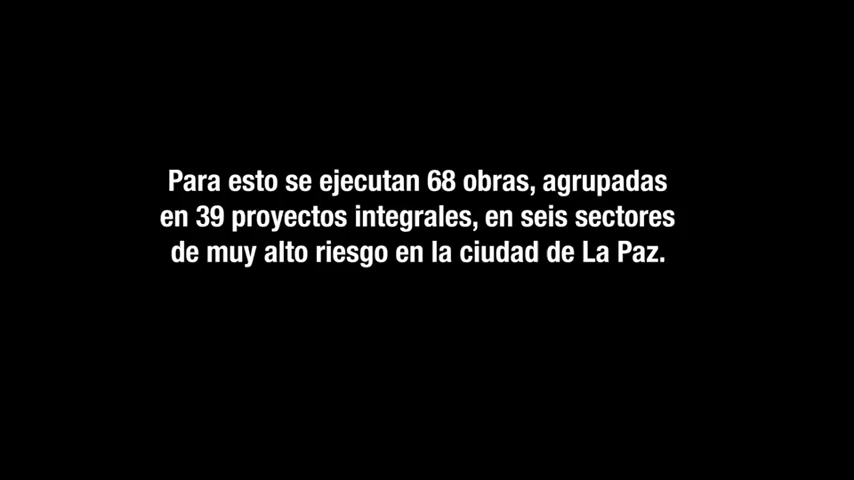 Para esto se ejecutan 68 obras, agrupadas
en 39 proyectos integrales, en seis sectores
de muy alto riesgo en la ciudad de La Paz.